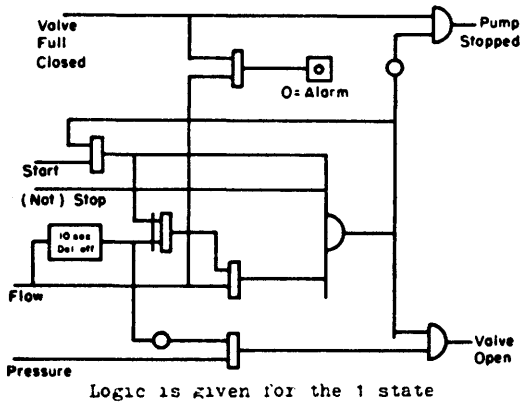 Valve
Full
Closed
Pump
Stopped
O = Alarm
Start
(Not) Stop
10 sec
Del off
Flow
Valve
Open
Pressure
Logic is given for the 1 state